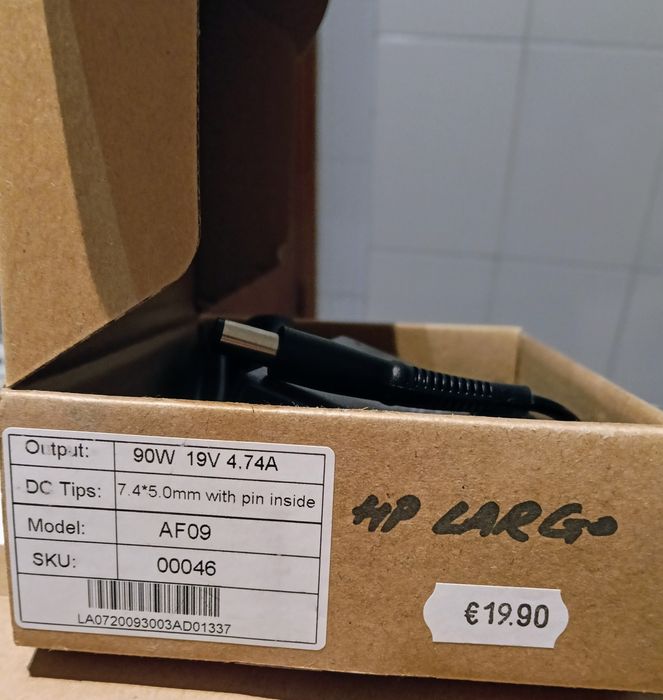 Output: 90W 19V 4.74A
DC Tips: 7.4*5.0mm with pin inside
Model: AF09
SKU: 00046
LA0720093003AD01337
HP LARGO
€19.90